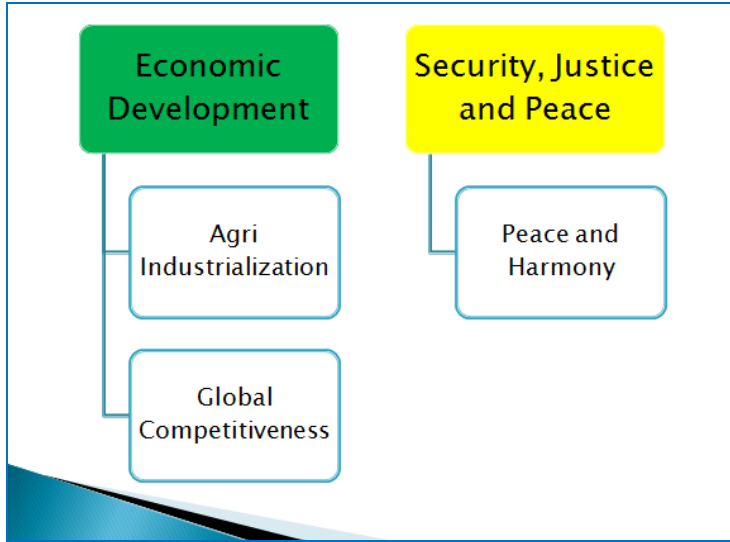 Economic
Development
Agri
Industrialization
Global
Competitiveness
Security, Justice
and Peace
Peace and
Harmony